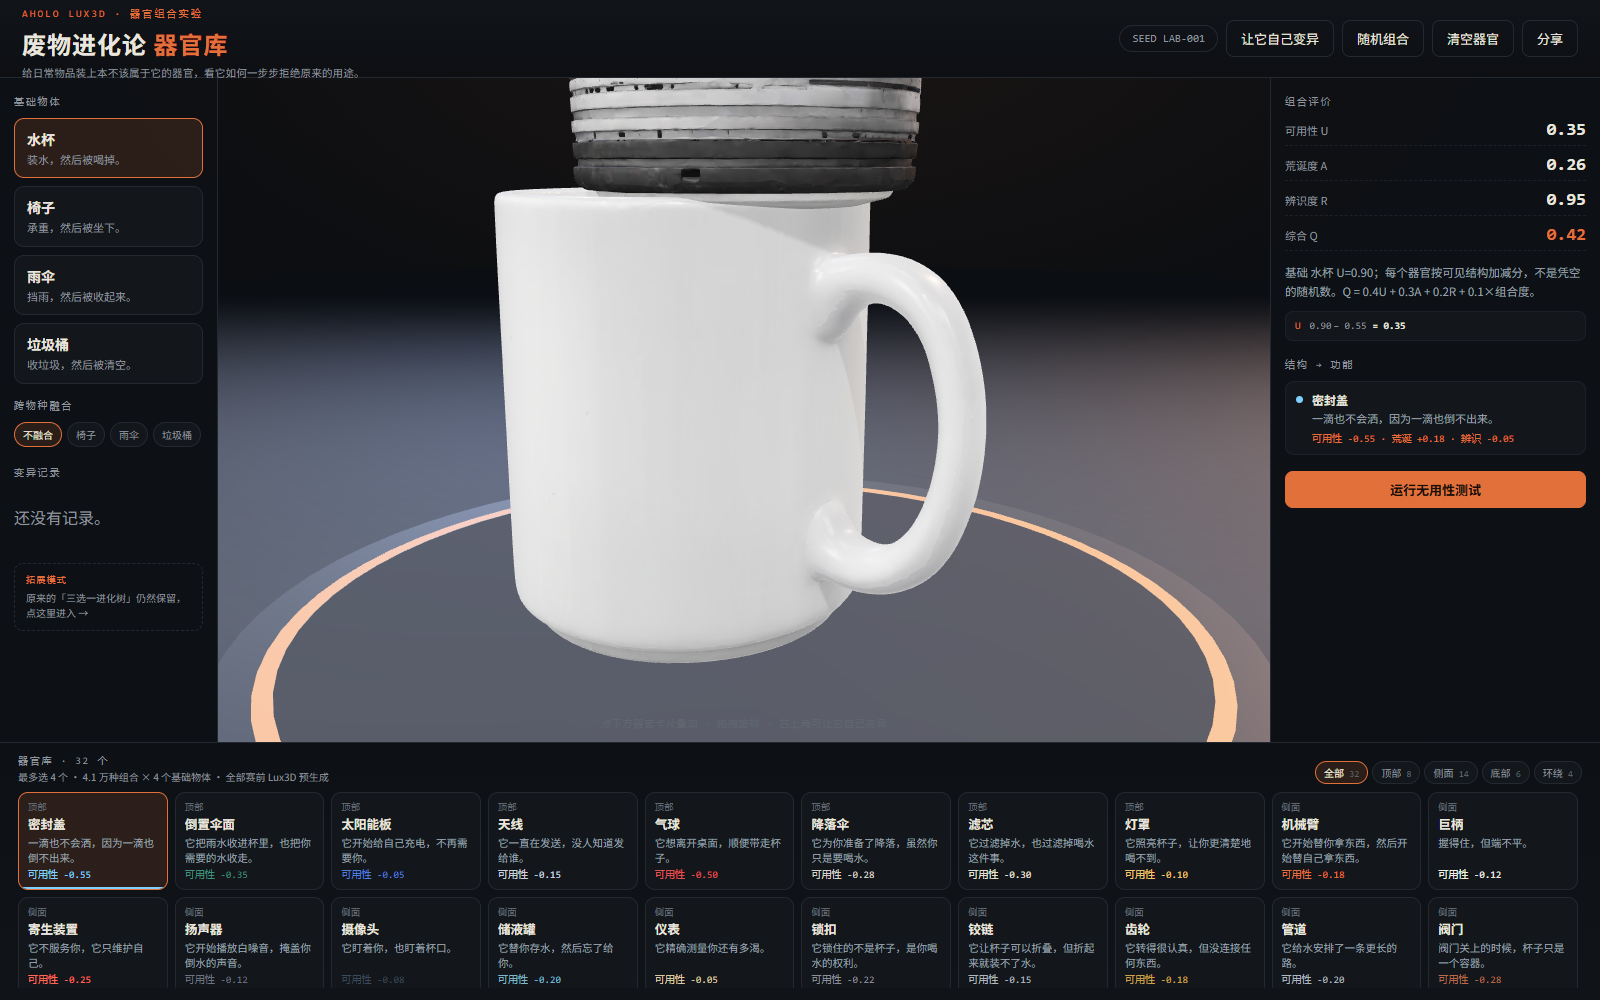 AHOLO LUX3D · 器官组合实验
废物进化论 器官库
给日常物品装上本不该属于它的器官，看它如何一步步拒绝原来的用途。
SEED LAB-001
让它自己变异
随机组合
清空器官
分享
基础物体
水杯
装水，然后被喝掉。
椅子
承重，然后被坐下。
雨伞
挡雨，然后被收起来。
垃圾桶
收垃圾，然后被清空。
跨物种融合
不融合 椅子 雨伞 垃圾桶
变异记录
还没有记录。
拓展模式
原来的「三选一进化树」仍然保留，
点这里进入 →
组合评价
可用性 U 0.35
荒诞度 A 0.26
辨识度 R 0.95
综合 Q 0.42
基础 水杯 U=0.90；每个器官按可见结构加减分，不是凭空
的随机数。Q = 0.4U + 0.3A + 0.2R + 0.1×组合度。
U 0.90 − 0.55 = 0.35
结构 → 功能
密封盖
一滴也不会洒，因为一滴也倒不出来。
可用性 -0.55 · 荒诞 +0.18 · 辨识 -0.05
运行无用性测试
器官库 · 32 个
最多选 4 个 · 4.1 万种组合 × 4 个基础物体 · 全部赛前 Lux3D 预生成
全部 32 顶部 8 侧面 14 底部 6 环绕 4
顶部
密封盖
一滴也不会洒，因为一滴也
倒不出来。
可用性 -0.55
顶部
倒置伞面
它把雨水收进杯里，也把你
需要的水收走。
可用性 -0.35
顶部
太阳能板
它开始给自己充电，不再需
要你。
可用性 -0.05
顶部
天线
它一直在发送，没人知道发
给谁。
可用性 -0.15
顶部
气球
它想离开桌面，顺便带走杯
子。
可用性 -0.50
顶部
降落伞
它为你准备了降落，虽然你
只是要喝水。
可用性 -0.28
顶部
滤芯
它过滤掉水，也过滤掉喝水
这件事。
可用性 -0.30
顶部
灯罩
它照亮杯子，让你更清楚地
喝不到。
可用性 -0.10
侧面
机械臂
它开始替你拿东西，然后开
始替自己拿东西。
可用性 -0.18
侧面
巨柄
握得住，但端不平。
可用性 -0.12
侧面
寄生装置
它不服务你，它只维护自
己。
可用性 -0.25
侧面
扬声器
它开始播放白噪音，掩盖你
倒水的声音。
可用性 -0.12
侧面
摄像头
它盯着你，也盯着杯口。
可用性 -0.08
侧面
储液罐
它替你存水，然后忘了给
你。
可用性 -0.20
侧面
仪表
它精确测量你还有多渴。
可用性 -0.05
侧面
锁扣
它锁住的不是杯子，是你喝
水的权利。
可用性 -0.22
侧面
铰链
它让杯子可以折叠，但折起
来就装不了水。
可用性 -0.15
侧面
齿轮
它转得很认真，但没连接任
何东西。
可用性 -0.18
侧面
管道
它给水安排了一条更长的
路。
可用性 -0.20
侧面
阀门
阀门关上的时候，杯子只是
一个容器。
可用性 -0.28